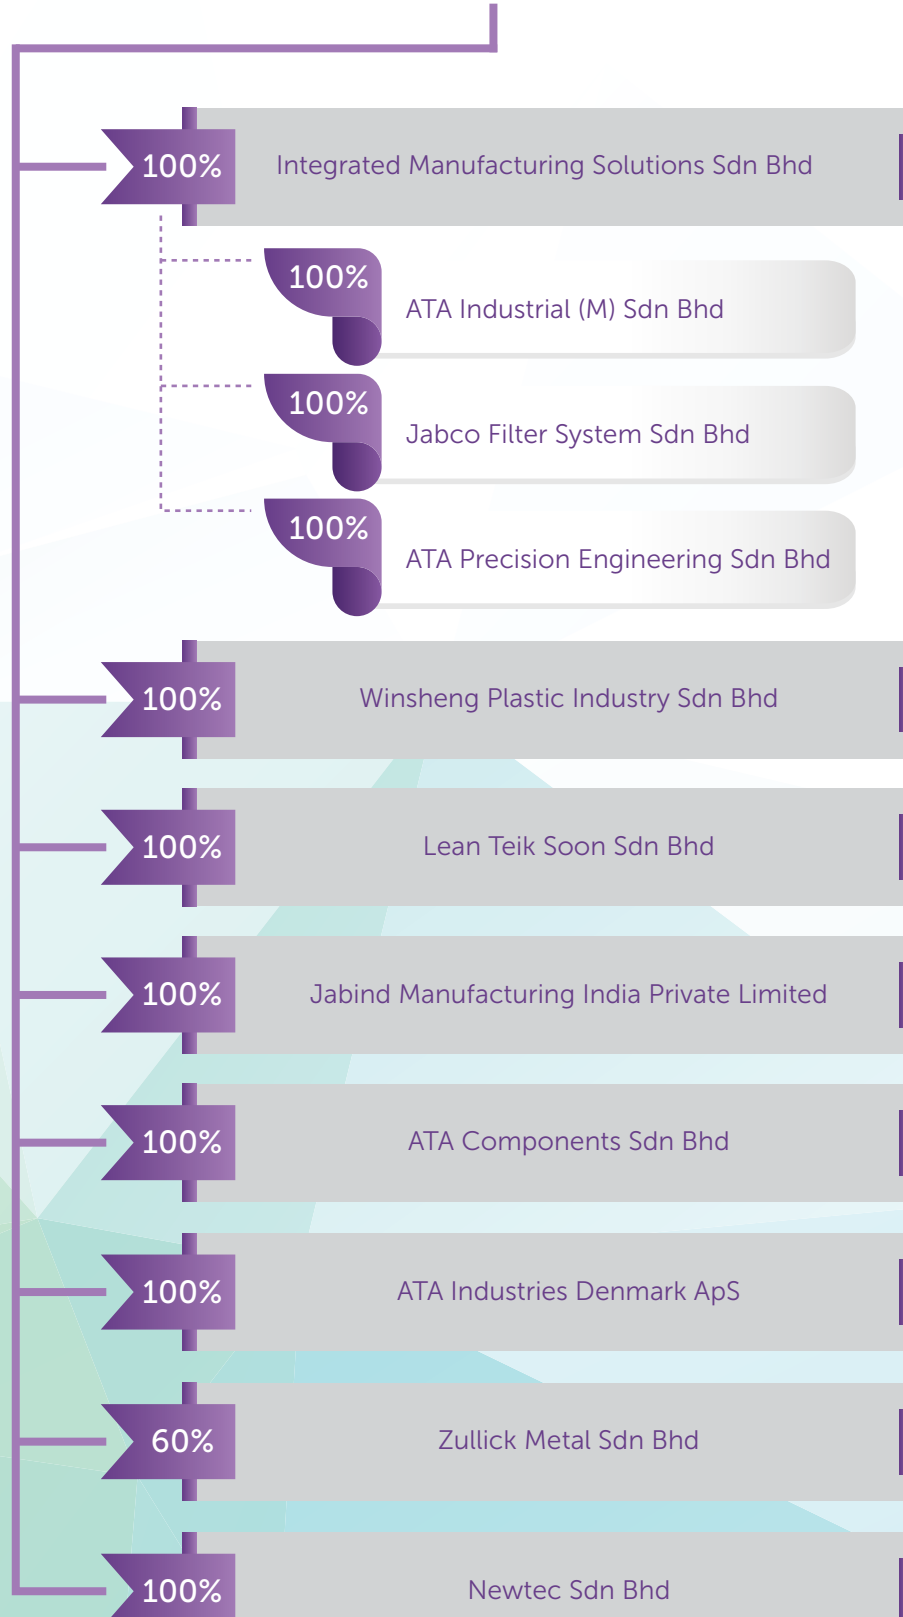 100%
Integrated Manufacturing Solutions Sdn Bhd
100%
ATA Industrial (M) Sdn Bhd
100%
Jabco Filter System Sdn Bhd
100%
ATA Precision Engineering Sdn Bhd
100%
Winsheng Plastic Industry Sdn Bhd
100%
Lean Teik Soon Sdn Bhd
100%
Jabind Manufacturing India Private Limited
100%
ATA Components Sdn Bhd
100%
ATA Industries Denmark ApS
60%
Zullick Metal Sdn Bhd
100%
Newtec Sdn Bhd